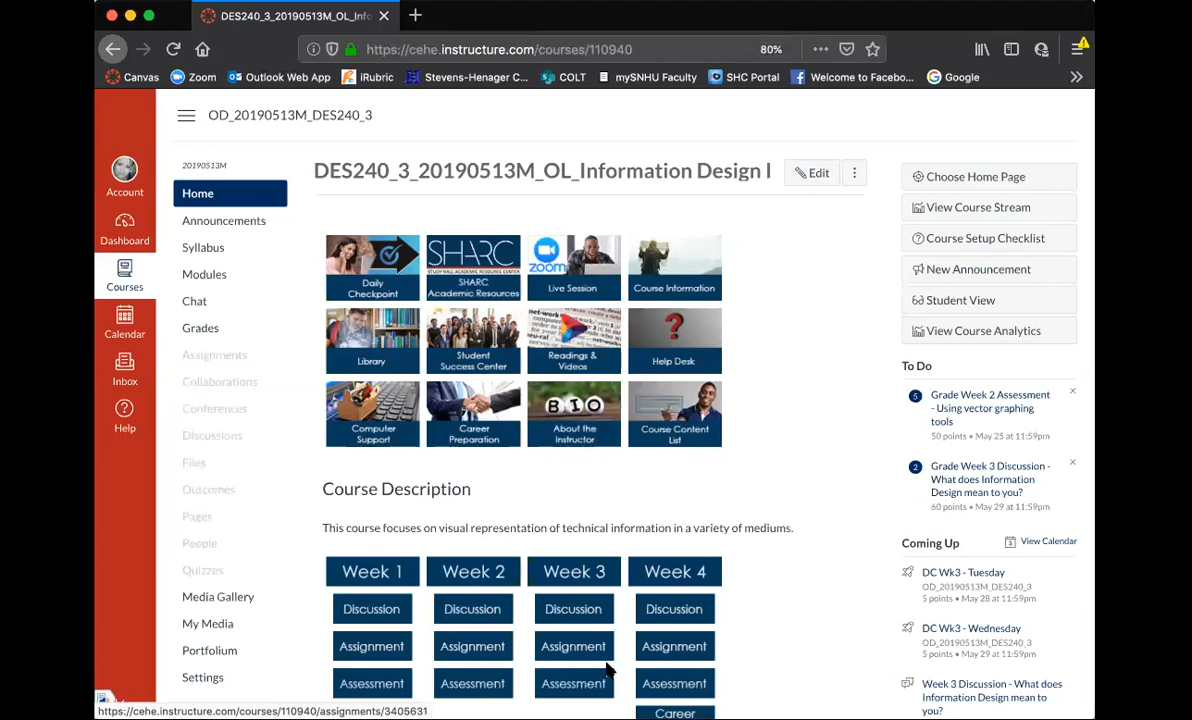 DES240_3_20190513M_OL_Info
https://cehe.instructure.com/courses/110940
80%
Canvas
Zoom
Outlook Web App
iRubric
Stevens-Henager C...
COLT
mySNHU Faculty
SHC Portal
Welcome to Facebo...
Google
OD_20190513M_DES240_3
Account
Dashboard
Courses
Calendar
Inbox
Help
20190513M
Home
Announcements
Syllabus
Modules
Chat
Grades
Assignments
Collaborations
Conferences
Discussions
Files
Outcomes
Pages
People
Quizzes
Media Gallery
My Media
Portfolium
Settings
DES240_3_20190513M_OL_Information Design I
Edit
Daily
Checkpoint
SHARC
STUDY HALL ACADEMIC RESOURCE CENTER
SHARC
Academic Resources
zoom
Live Session
Course Information
Library
Student
Success Center
Readings &
Videos
Help Desk
Computer
Support
Career
Preparation
BIO
About the
Instructor
Course Content
List
Course Description
This course focuses on visual representation of technical information in a variety of mediums.
Week 1 Week 2 Week 3 Week 4
Discussion Discussion Discussion Discussion
Assignment Assignment Assignment Assignment
Assessment Assessment Assessment Assessment
Career
Choose Home Page
View Course Stream
Course Setup Checklist
New Announcement
Student View
View Course Analytics
To Do
5
Grade Week 2 Assessment
- Using vector graphing
tools
50 points • May 25 at 11:59pm
2
Grade Week 3 Discussion -
What does Information
Design mean to you?
60 points • May 29 at 11:59pm
Coming Up
View Calendar
DC Wk3 - Tuesday
OD_20190513M_DES240_3
5 points • May 28 at 11:59pm
DC Wk3 - Wednesday
OD_20190513M_DES240_3
5 points • May 29 at 11:59pm
Week 3 Discussion - What does
Information Design mean to
you?
https://cehe.instructure.com/courses/110940/assignments/3405631